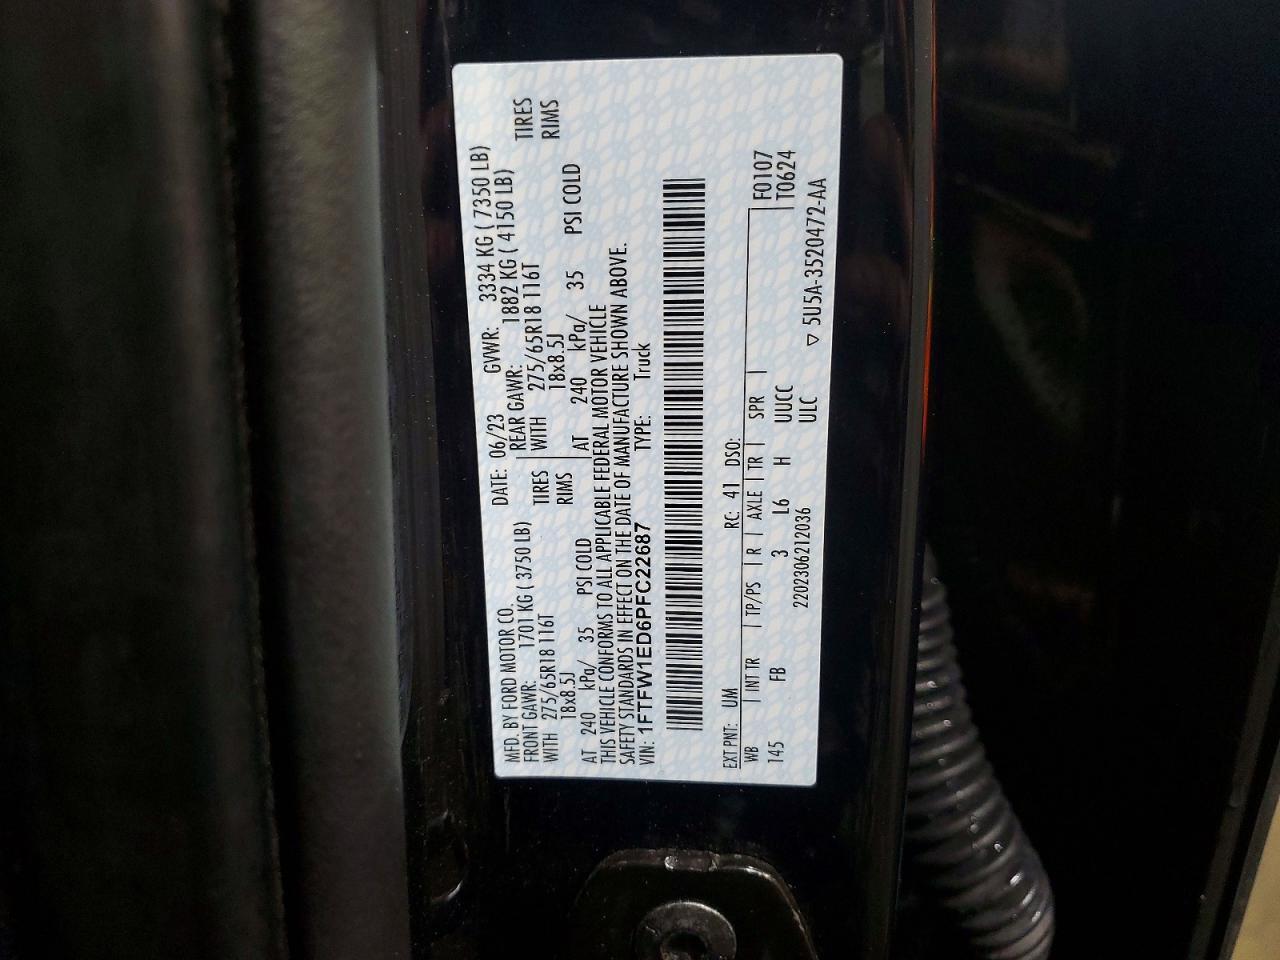 MFD. BY FORD MOTOR CO. DATE: 06/23 GVWR: 3334 KG ( 7350 LB)
FRONT GAWR: 1701 KG ( 3750 LB) REAR GAWR: 1882 KG ( 4150 LB)
WITH 275/65R18 116T TIRES WITH 275/65R18 116T TIRES
18x8.5J RIMS 18x8.5J RIMS
AT 240 kPa/ 35 PSI COLD AT 240 kPa/ 35 PSI COLD
THIS VEHICLE CONFORMS TO ALL APPLICABLE FEDERAL MOTOR VEHICLE
SAFETY STANDARDS IN EFFECT ON THE DATE OF MANUFACTURE SHOWN ABOVE.
VIN: 1FTFW1ED6PFC22687 TYPE: Truck
EXT PNT: UM RC: 41 DSO:
WB | INT TR | TP/PS | R | AXLE | TR | SPR | F0107
145 FB 3 L6 H UUCC T0624
2202306212036 ULC ▽ 5U5A-3520472-AA